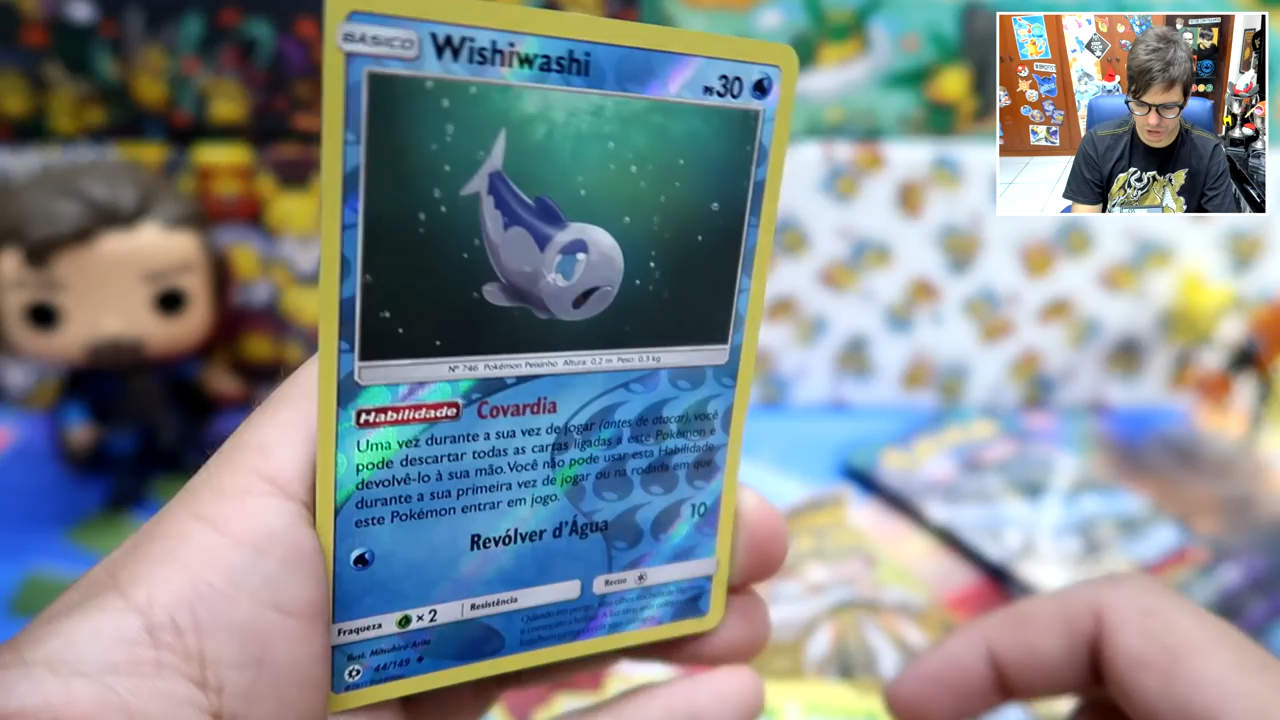 BÁSICO
Wishiwashi
PS 30
Nº 746 Pokémon Peixinho Altura: 0,2 m Peso: 0,3 kg
Habilidade Covardia
Uma vez durante a sua vez de jogar (antes de atacar), você
pode descartar todas as cartas ligadas a este Pokémon e
devolvê-lo à sua mão. Você não pode usar esta Habilidade
durante a sua primeira vez de jogar ou na rodada em que
este Pokémon entrar em jogo.
Revólver d'Água 10
Fraqueza ×2 Resistência Recuo
Ilust. Mitsuhiro Arita
44/149